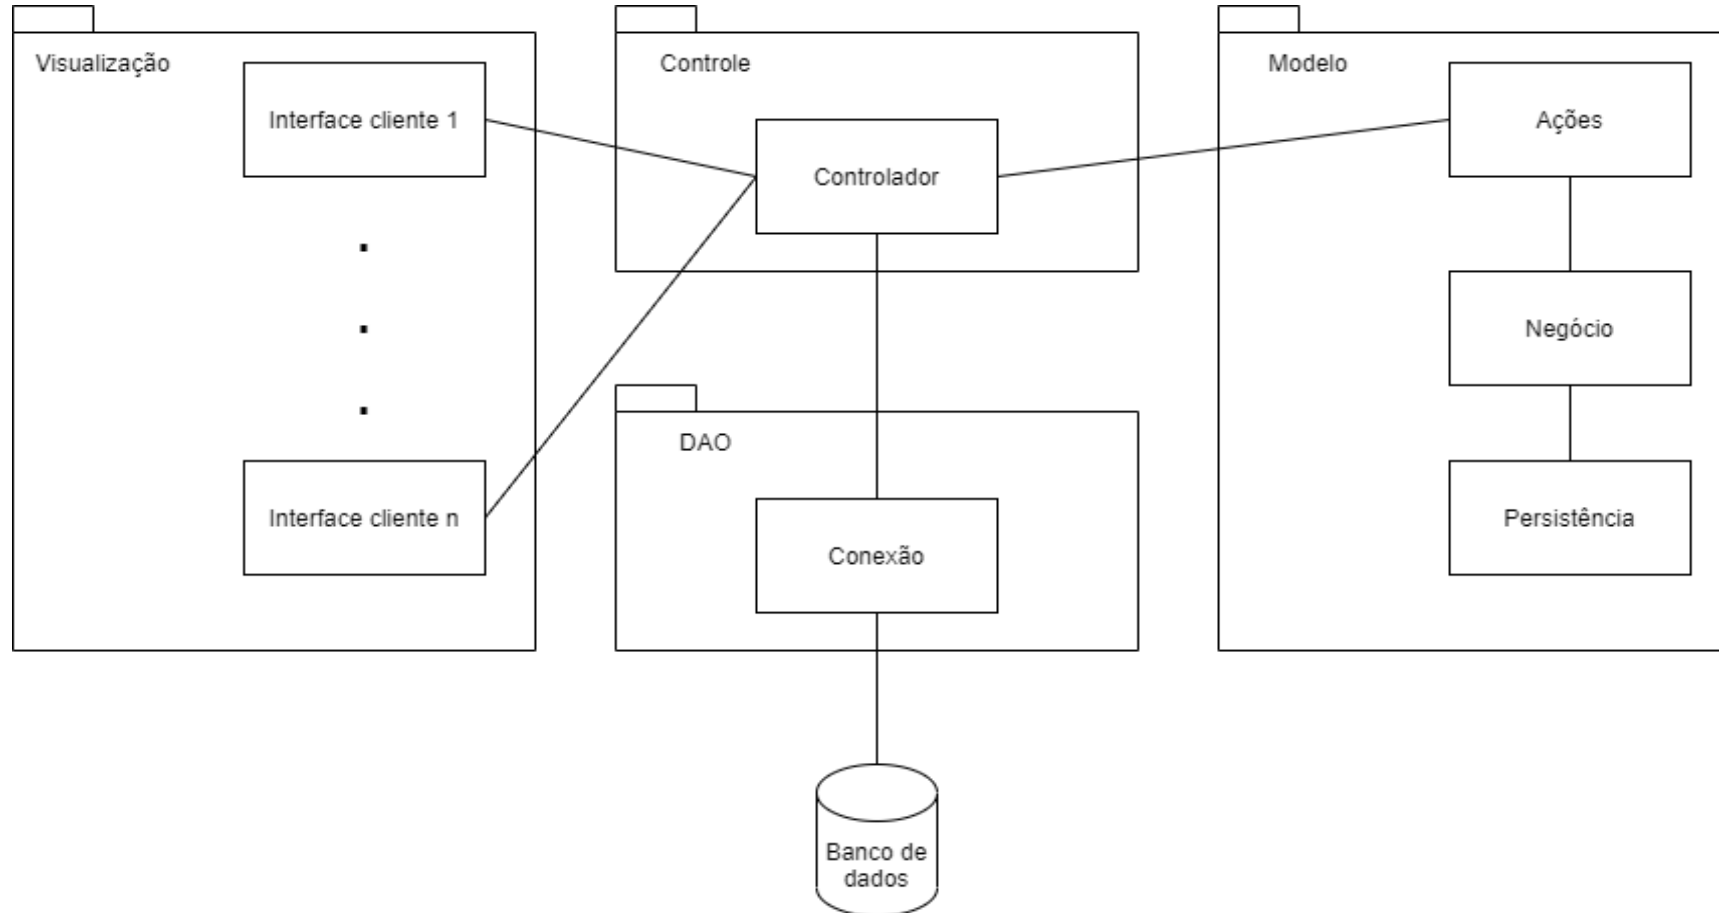 Visualização
Interface cliente 1
Interface cliente n
Controle
Controlador
DAO
Conexão
Banco de
dados
Modelo
Ações
Negócio
Persistência